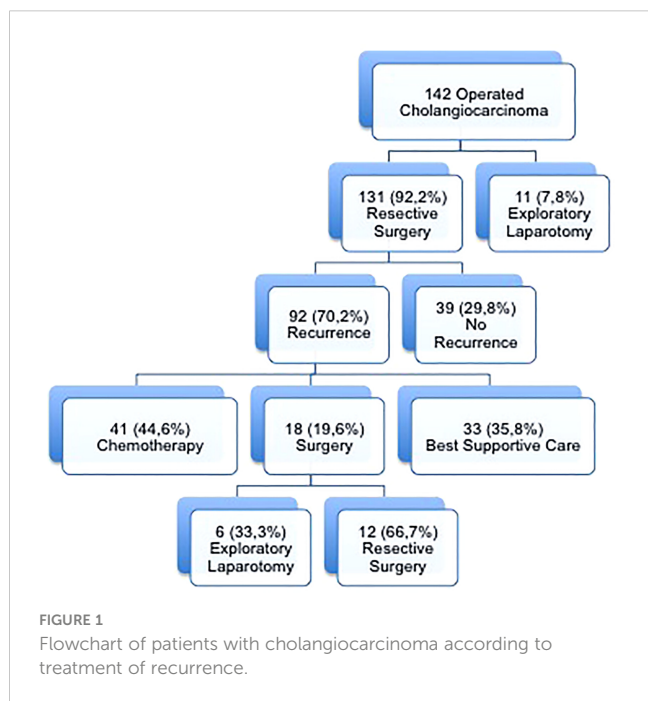 142 Operated
Cholangiocarcinoma
131 (92,2%)
Resective
Surgery
11 (7,8%)
Exploratory
Laparotomy
92 (70,2%)
Recurrence
39 (29,8%)
No
Recurrence
41 (44,6%)
Chemotherapy
18 (19,6%)
Surgery
33 (35,8%)
Best Supportive Care
6 (33,3%)
Exploratory
Laparotomy
12 (66,7%)
Resective
Surgery
FIGURE 1
Flowchart of patients with cholangiocarcinoma according to
treatment of recurrence.